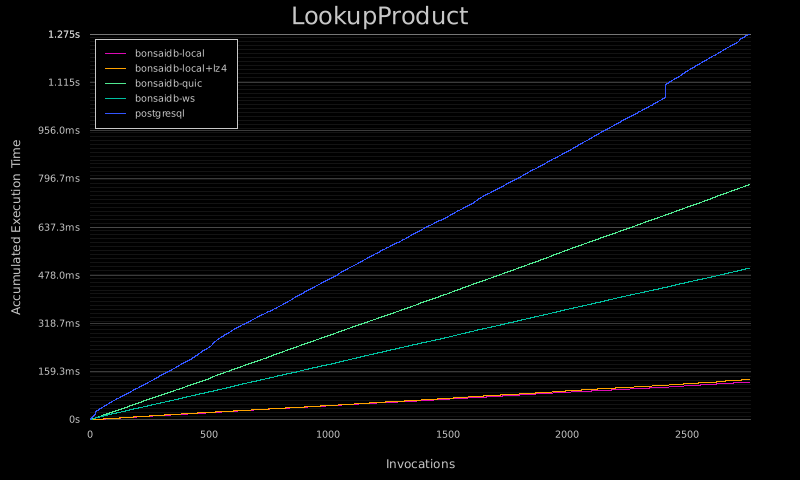 LookupProduct
1.275s
1.115s
956.0ms
796.7ms
637.3ms
478.0ms
318.7ms
159.3ms
0s
bonsaidb-local
bonsaidb-local+lz4
bonsaidb-quic
bonsaidb-ws
postgresql
Accumulated Execution Time
0 500 1000 1500 2000 2500
Invocations